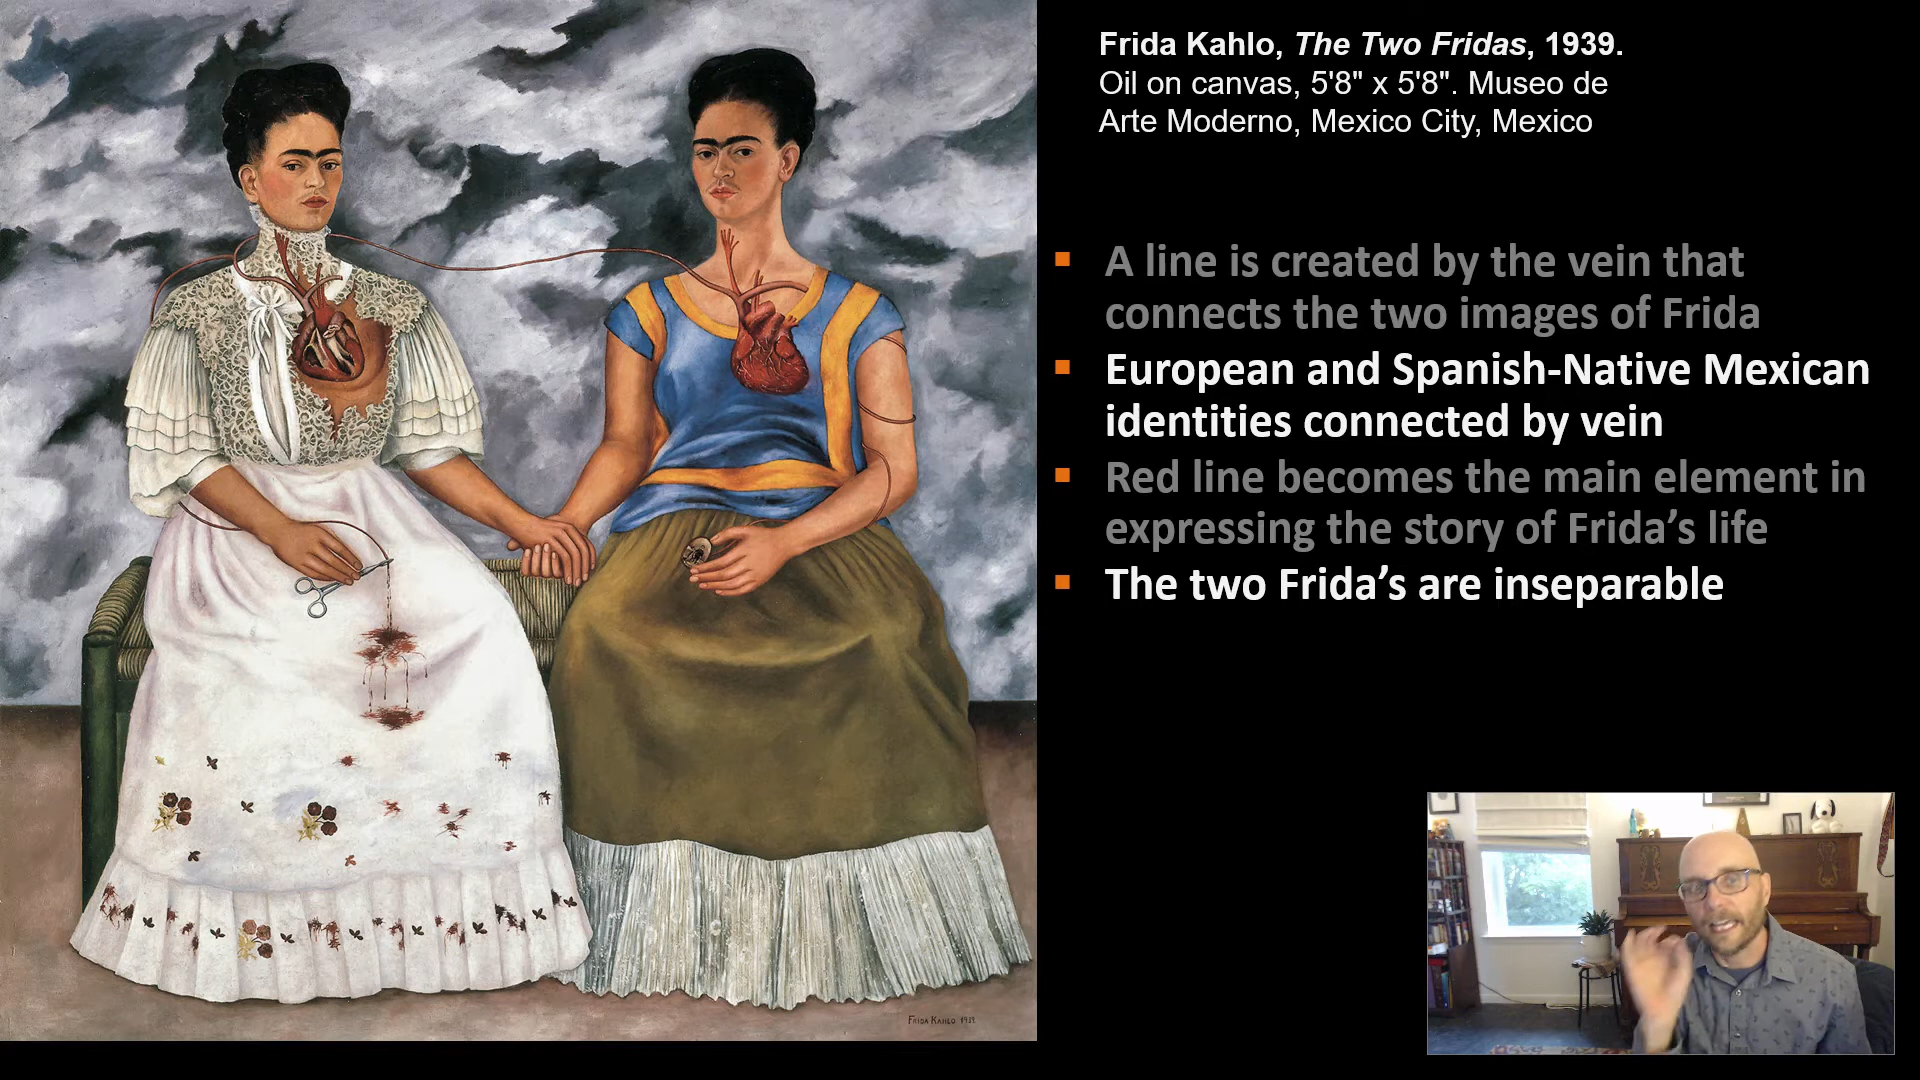 Frida Kahlo, The Two Fridas, 1939.
Oil on canvas, 5'8" x 5'8". Museo de
Arte Moderno, Mexico City, Mexico
A line is created by the vein that
connects the two images of Frida
European and Spanish-Native Mexican
identities connected by vein
Red line becomes the main element in
expressing the story of Frida’s life
The two Frida’s are inseparable
FRIDA KAHLO 1939.